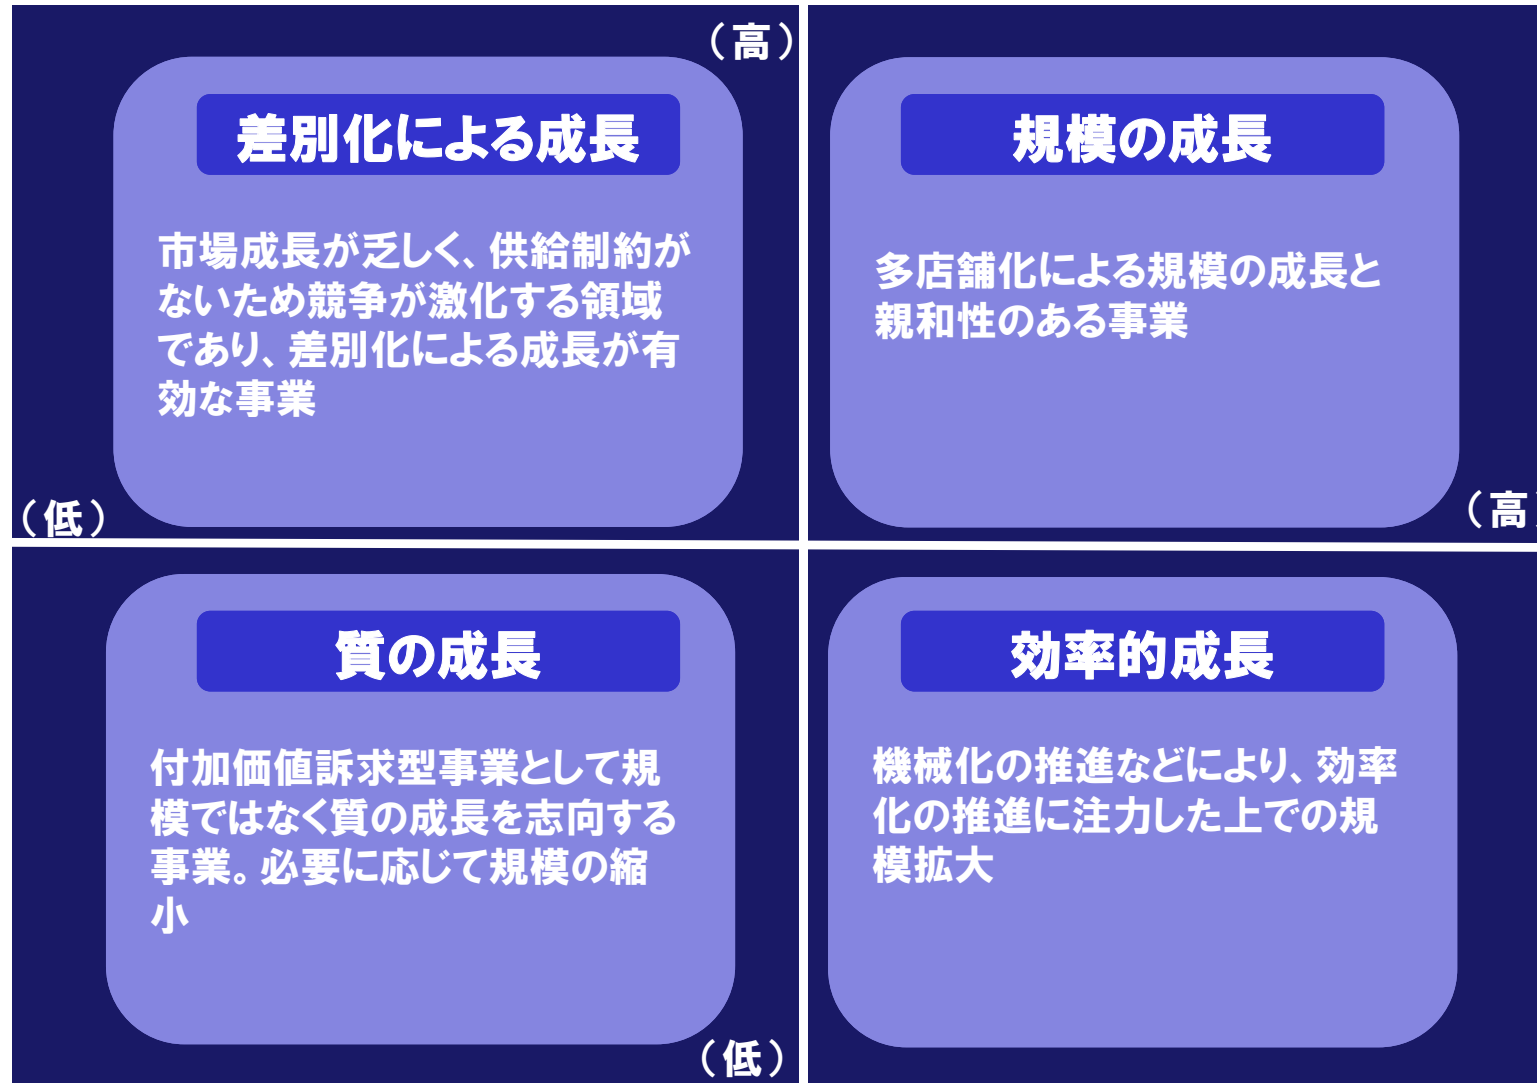 （高）
差別化による成長
市場成長が乏しく、供給制約が
ないため競争が激化する領域
であり、差別化による成長が有
効な事業
（低）
規模の成長
多店舗化による規模の成長と
親和性のある事業
（高）
質の成長
付加価値訴求型事業として規
模ではなく質の成長を志向する
事業。必要に応じて規模の縮
小
（低）
効率的成長
機械化の推進などにより、効率
化の推進に注力した上での規
模拡大